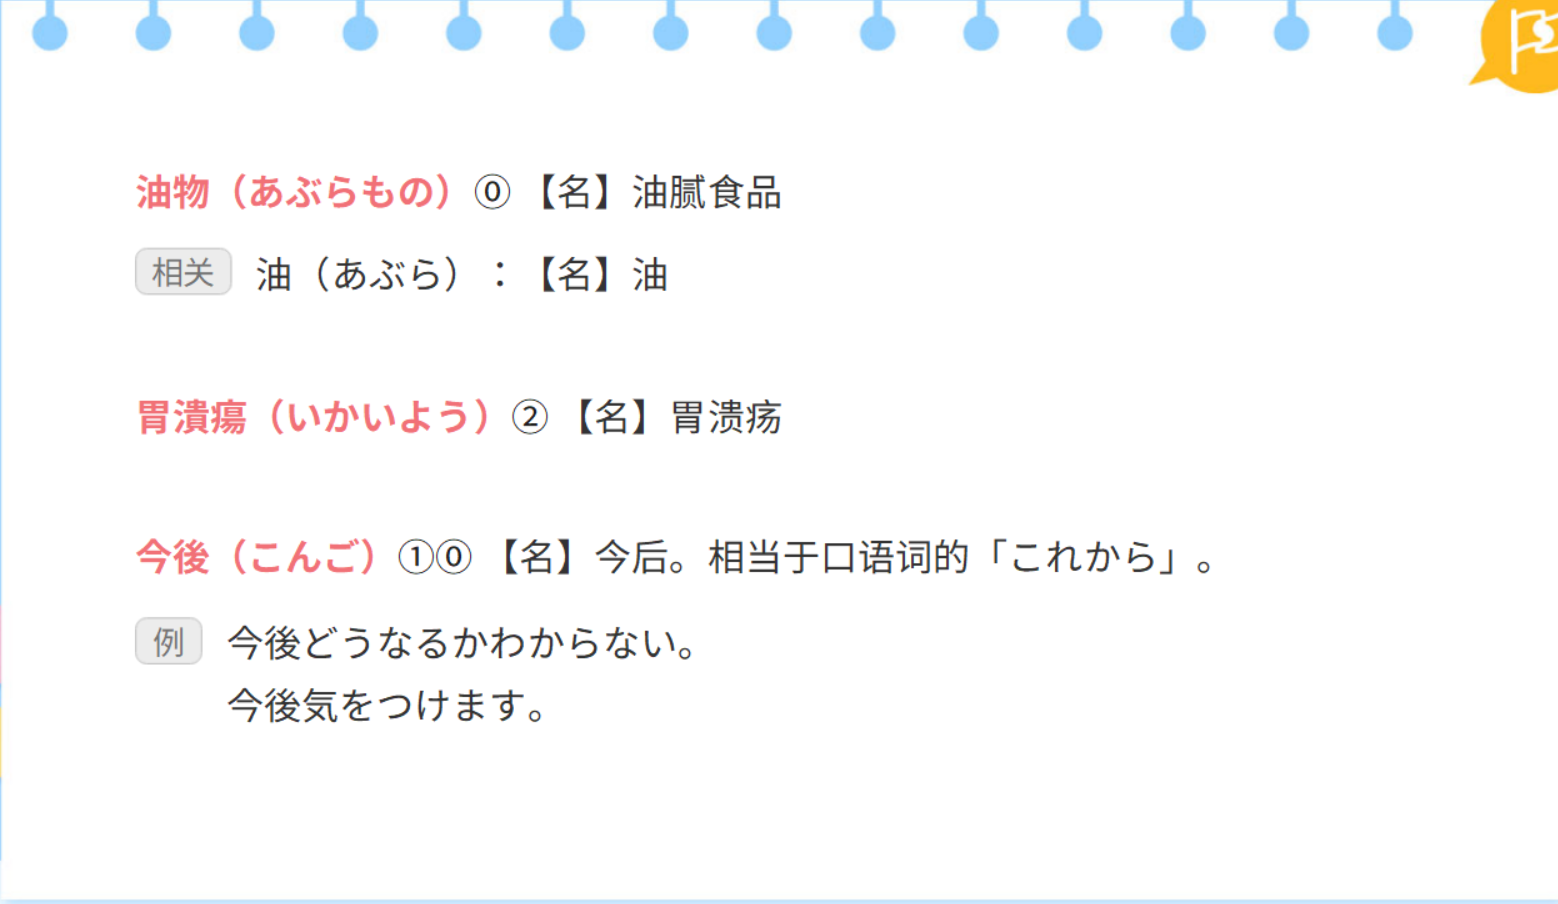 油物（あぶらもの）⓪【名】油腻食品
相关 油（あぶら）：【名】油
胃潰瘍（いかいよう）②【名】胃溃疡
今後（こんご）①⓪【名】今后。相当于口语词的「これから」。
例 今後どうなるかわからない。
今後気をつけます。